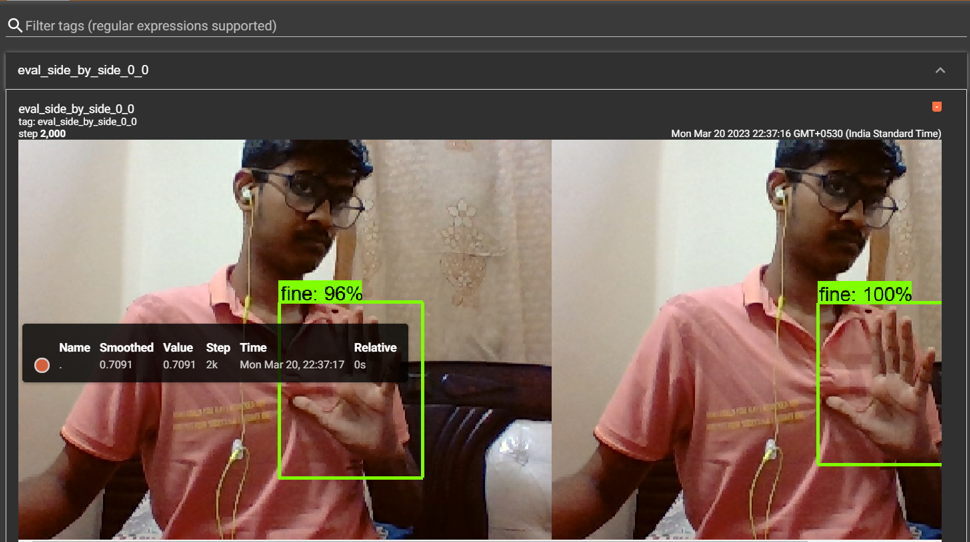 Filter tags (regular expressions supported)
eval_side_by_side_0_0
eval_side_by_side_0_0
tag: eval_side_by_side_0_0
step 2,000
Mon Mar 20 2023 22:37:16 GMT+0530 (India Standard Time)
fine: 96%
fine: 100%
Name Smoothed Value Step Time Relative
. 0.7091 0.7091 2k Mon Mar 20, 22:37:17 0s